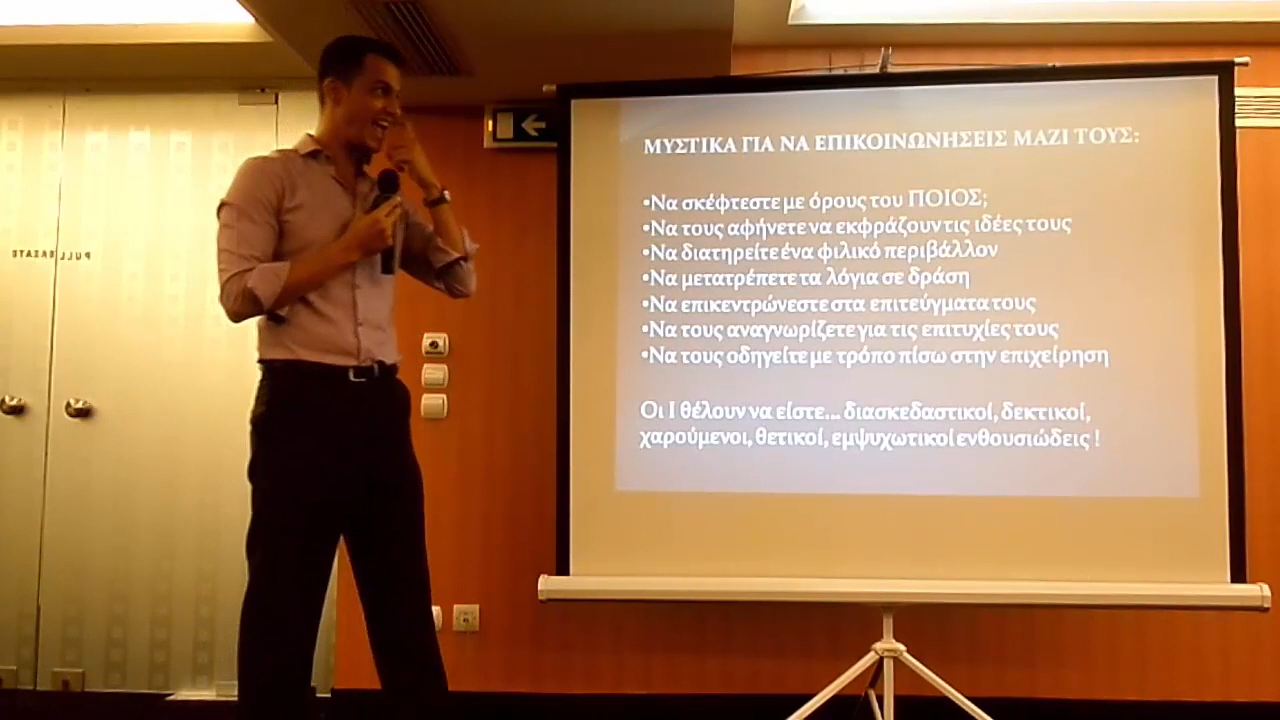 ΜΥΣΤΙΚΑ ΓΙΑ ΝΑ ΕΠΙΚΟΙΝΩΝΗΣΕΙΣ ΜΑΖΙ ΤΟΥΣ:
•Να σκέφτεστε με όρους του ΠΟΙΟΣ;
•Να τους αφήνετε να εκφράζουν τις ιδέες τους
•Να διατηρείτε ένα φιλικό περιβάλλον
•Να μετατρέπετε τα λόγια σε δράση
•Να επικεντρώνεστε στα επιτεύγματα τους
•Να τους αναγνωρίζετε για τις επιτυχίες τους
•Να τους οδηγείτε με τρόπο πίσω στην επιχείρηση
Οι Ι θέλουν να είστε... διασκεδαστικοί, δεκτικοί,
χαρούμενοι, θετικοί, εμψυχωτικοί ενθουσιώδεις !
PULL